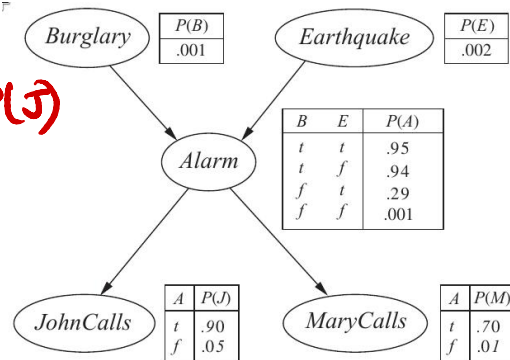 Burglary
P(B)
.001
Earthquake
P(E)
.002
P(J)
Alarm
B E P(A)
t t .95
t f .94
f t .29
f f .001
JohnCalls
A P(J)
t .90
f .05
MaryCalls
A P(M)
t .70
f .01